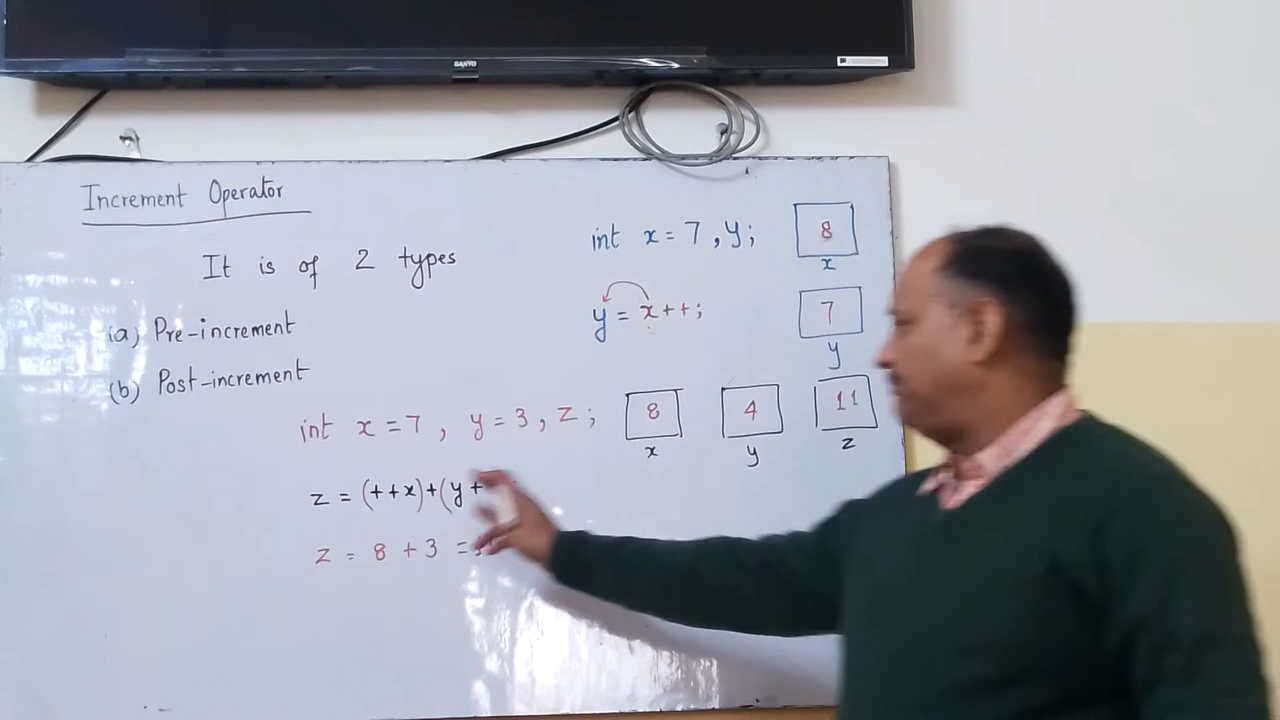 SANYO
Increment Operator
It is of 2 types
(a) Pre-increment
(b) Post-increment
int x = 7 , y; 8
x
y = x++; 7
y
int x = 7 , y = 3 , z ; 8 4 11
x y z
z = (++x)+(y+
z = 8 + 3 =